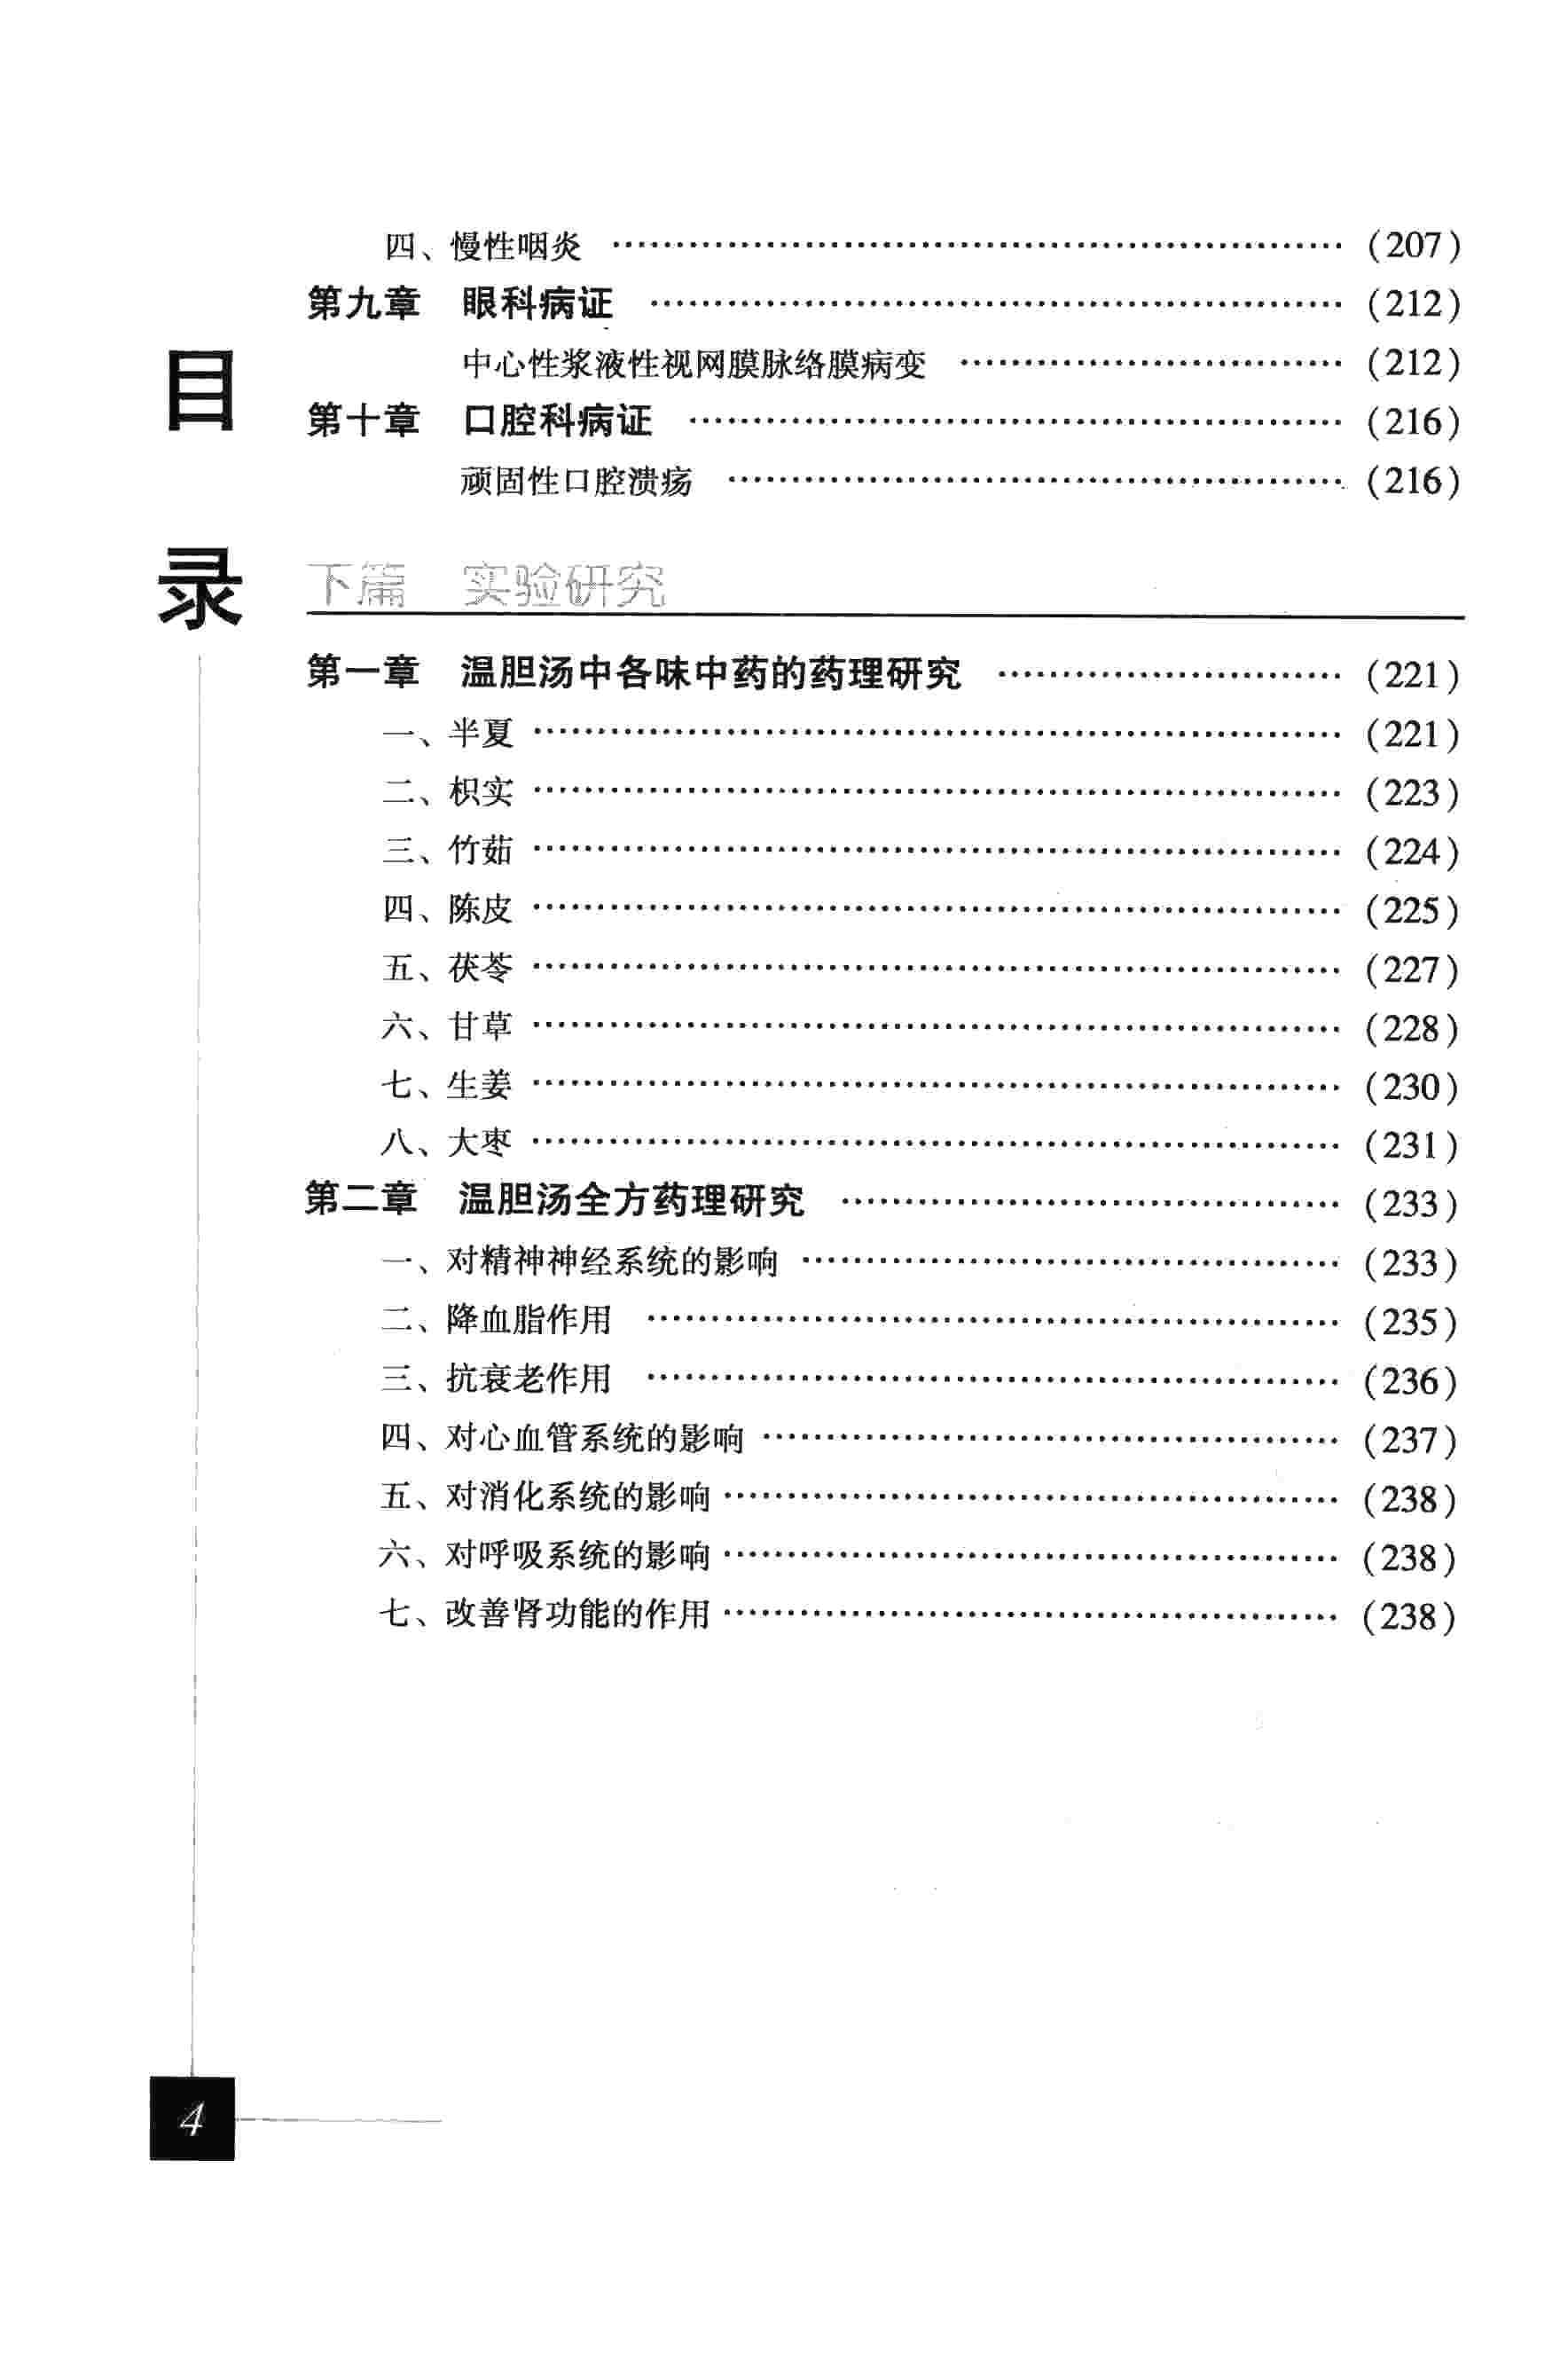 目
录
四、慢性咽炎 …………………………………………… (207)
第九章 眼科病证 …………………………………………… (212)
中心性浆液性视网膜脉络膜病变 ………………………… (212)
第十章 口腔科病证 ………………………………………… (216)
顽固性口腔溃疡 ………………………………………… (216)
下篇 实验研究
第一章 温胆汤中各味中药的药理研究 ……………………… (221)
一、半夏 …………………………………………………… (221)
二、枳实 …………………………………………………… (223)
三、竹茹 …………………………………………………… (224)
四、陈皮 …………………………………………………… (225)
五、茯苓 …………………………………………………… (227)
六、甘草 …………………………………………………… (228)
七、生姜 …………………………………………………… (230)
八、大枣 …………………………………………………… (231)
第二章 温胆汤全方药理研究 ……………………………… (233)
一、对精神神经系统的影响 ……………………………… (233)
二、降血脂作用 …………………………………………… (235)
三、抗衰老作用 …………………………………………… (236)
四、对心血管系统的影响 ………………………………… (237)
五、对消化系统的影响 …………………………………… (238)
六、对呼吸系统的影响 …………………………………… (238)
七、改善肾功能的作用 …………………………………… (238)
4